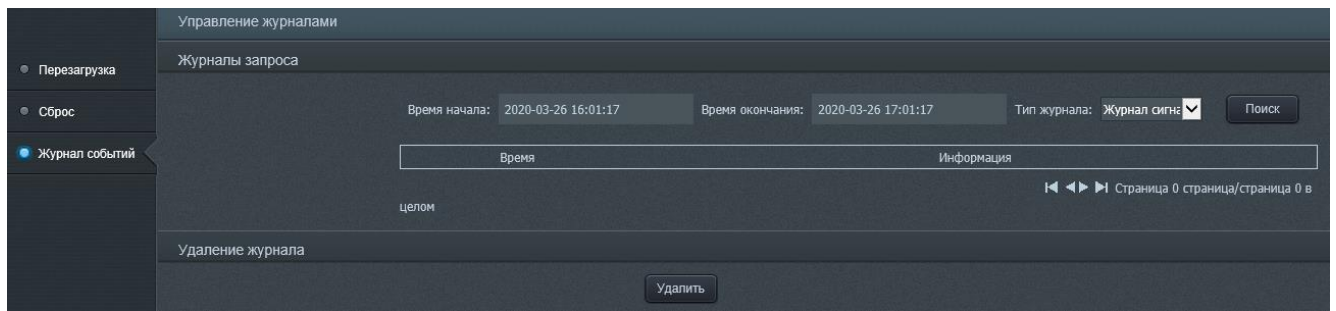 Управление журналами
Журналы запроса
Перезагрузка
Сброс
Журнал событий
Время начала: 2020-03-26 16:01:17 Время окончания: 2020-03-26 17:01:17 Тип журнала: Журнал сигна Поиск
Время Информация
Страница 0 страница/страница 0 в
целом
Удаление журнала
Удалить